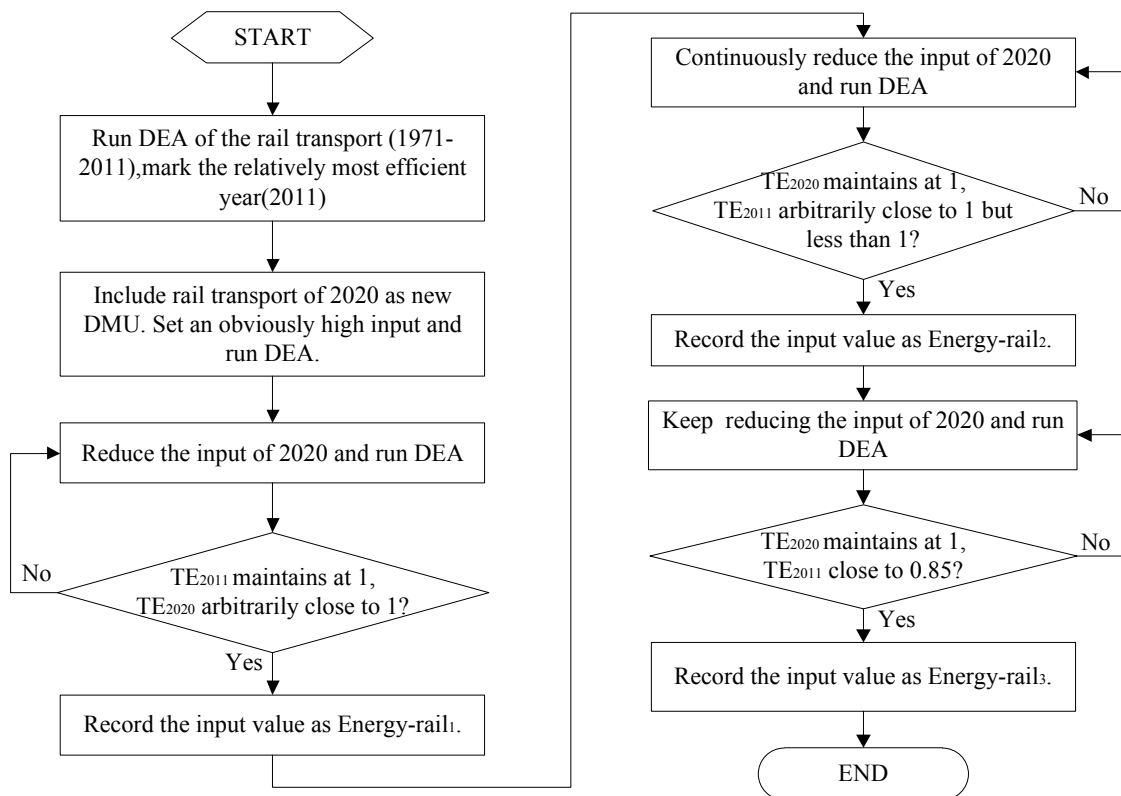 START
Run DEA of the rail transport (1971-
2011),mark the relatively most efficient
year(2011)
Include rail transport of 2020 as new
DMU. Set an obviously high input and
run DEA.
Reduce the input of 2020 and run DEA
No
TE2011 maintains at 1,
TE2020 arbitrarily close to 1?
Yes
Record the input value as Energy-rail1.
Continuously reduce the input of 2020
and run DEA
TE2020 maintains at 1,
TE2011 arbitrarily close to 1 but
less than 1?
No
Yes
Record the input value as Energy-rail2.
Keep reducing the input of 2020 and run
DEA
TE2020 maintains at 1,
TE2011 close to 0.85?
No
Yes
Record the input value as Energy-rail3.
END